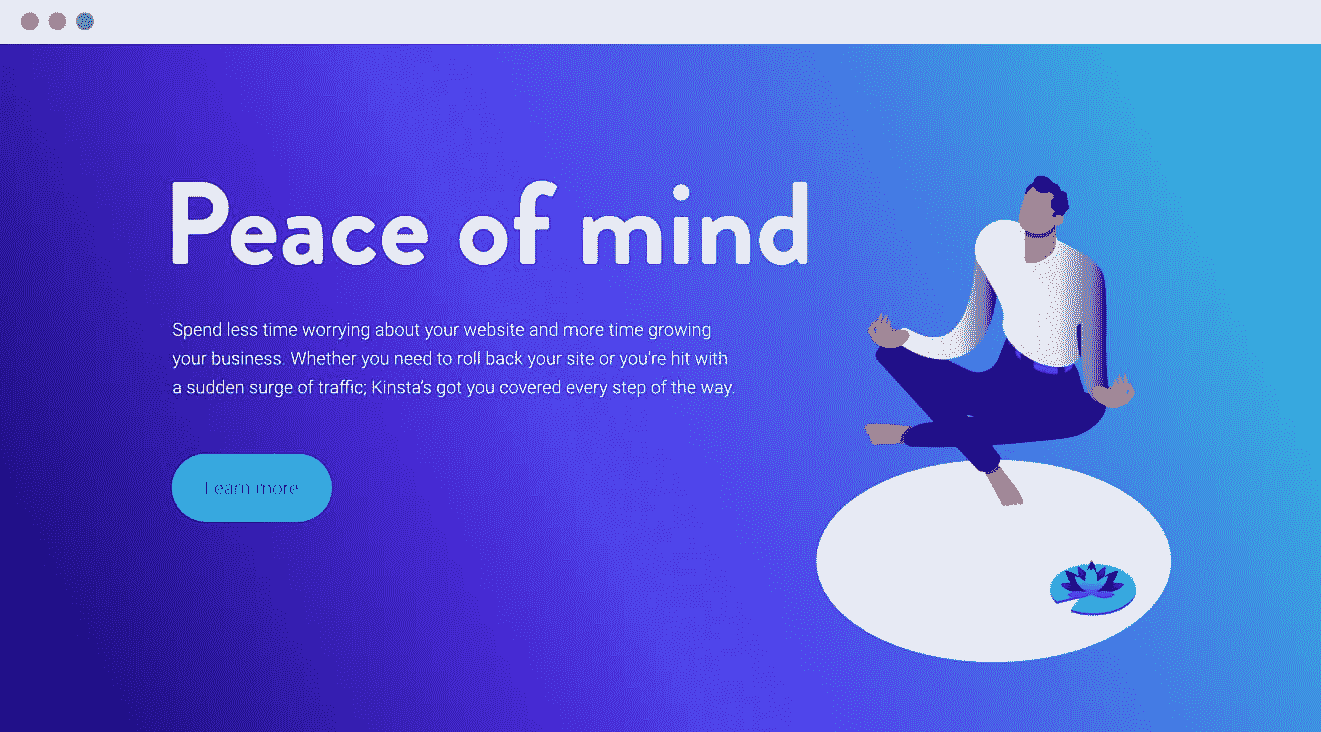 Peace of mind
Spend less time worrying about your website and more time growing
your business. Whether you need to roll back your site or you're hit with
a sudden surge of traffic; Kinsta's got you covered every step of the way.
Learn more